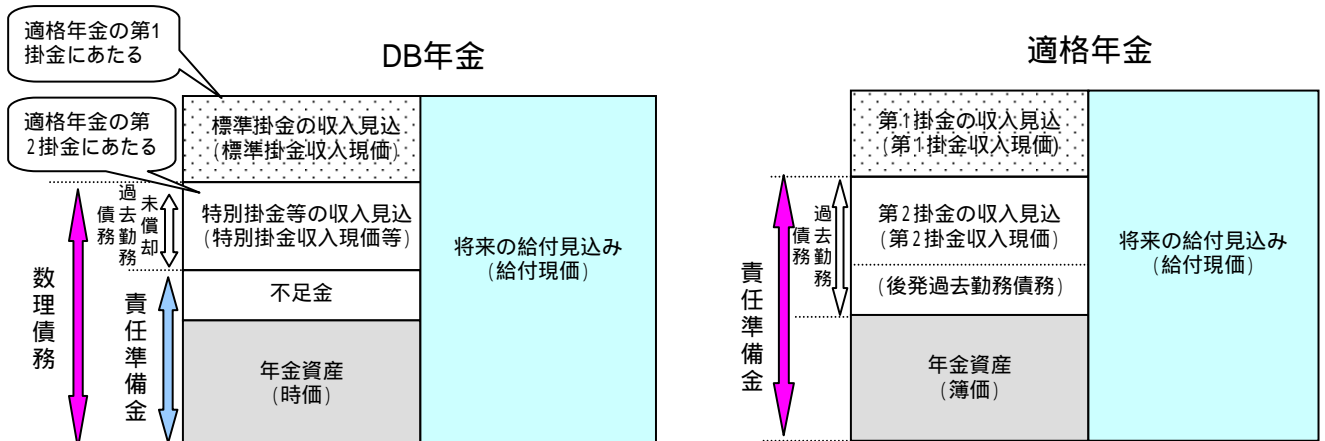 適格年金の第1
掛金にあたる
DB年金
適格年金
適格年金の第
2掛金にあたる
標準掛金の収入見込
(標準掛金収入現価)
特別掛金等の収入見込
(特別掛金収入現価等)
不足金
年金資産
(時価)
将来の給付見込み
(給付現価)
未償却
過去勤務
債務
数理債務
責任準備金
第1掛金の収入見込
(第1掛金収入現価)
第2掛金の収入見込
(第2掛金収入現価)
(後発過去勤務債務)
年金資産
(簿価)
将来の給付見込み
(給付現価)
過去勤務
債務
責任準備金